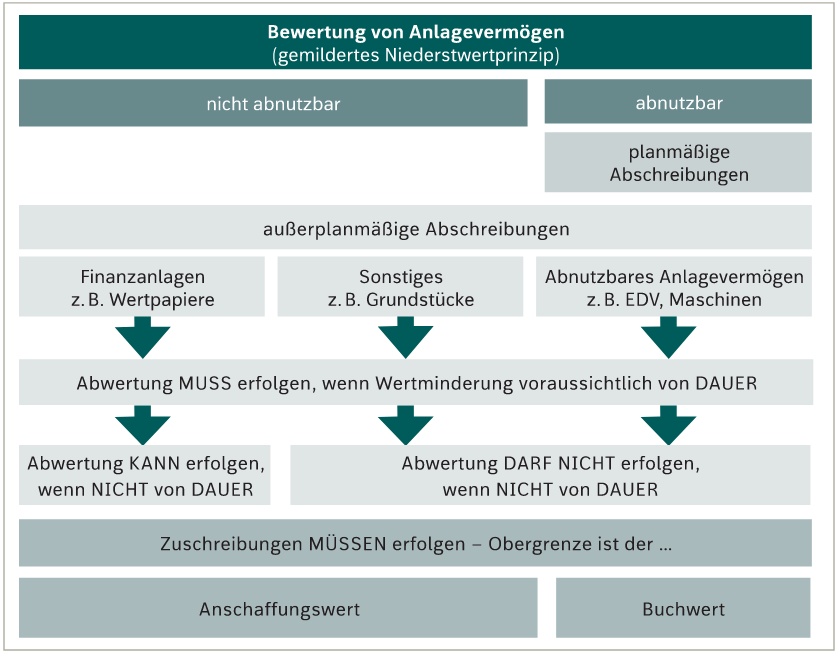 Bewertung von Anlagevermögen
(gemildertes Niederstwertprinzip)
nicht abnutzbar
abnutzbar
planmäßige
Abschreibungen
außerplanmäßige Abschreibungen
Finanzanlagen
z. B. Wertpapiere
Sonstiges
z. B. Grundstücke
Abnutzbares Anlagevermögen
z. B. EDV, Maschinen
Abwertung MUSS erfolgen, wenn Wertminderung voraussichtlich von DAUER
Abwertung KANN erfolgen,
wenn NICHT von DAUER
Abwertung DARF NICHT erfolgen,
wenn NICHT von DAUER
Zuschreibungen MÜSSEN erfolgen – Obergrenze ist der ...
Anschaffungswert
Buchwert